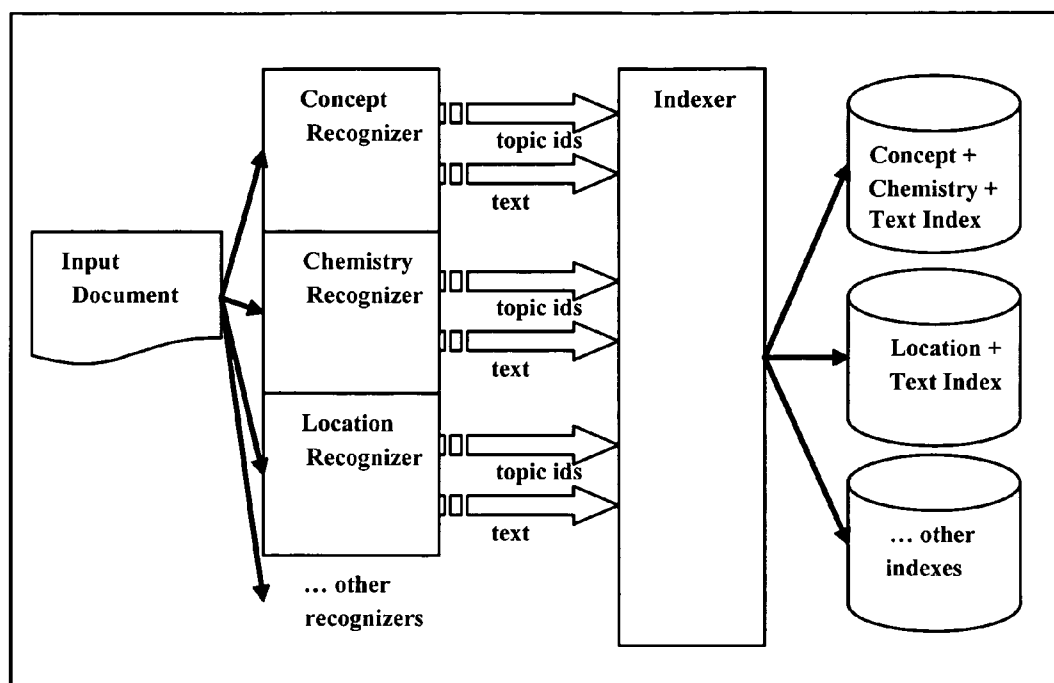 Input
Document
Concept
Recognizer
topic ids
text
Chemistry
Recognizer
topic ids
text
Location
Recognizer
topic ids
text
... other
recognizers
Indexer
Concept +
Chemistry +
Text Index
Location +
Text Index
... other
indexes